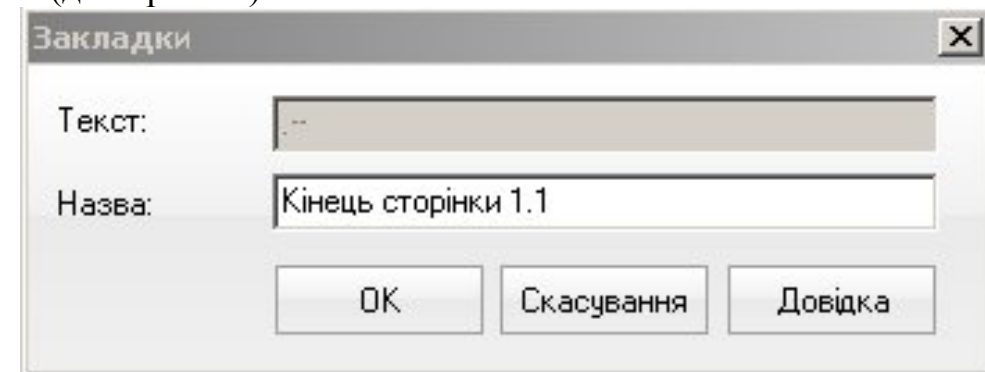 Закладки
Текст: .--
Назва: Кінець сторінки 1.1
OK Скасування Довідка